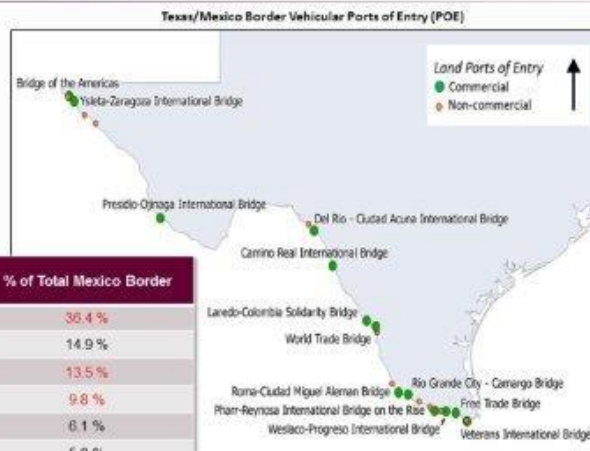 Texas/Mexico Border Vehicular Ports of Entry (POE)
Land Ports of Entry
Commercial
Non-commercial
Bridge of the Americas
Ysleta-Zaragoza International Bridge
Presidio-Ojinaga International Bridge
Del Rio - Ciudad Acuna International Bridge
Camino Real International Bridge
Laredo-Colombia Solidarity Bridge
World Trade Bridge
Roma-Ciudad Miguel Aleman Bridge
Rio Grande City - Camargo Bridge
Pharr-Reynosa International Bridge on the Rise
Free Trade Bridge
Weslaco-Progreso International Bridge
Veterans International Bridge
% of Total Mexico Border
36.4 %
14.9 %
13.5 %
9.8 %
6.1 %